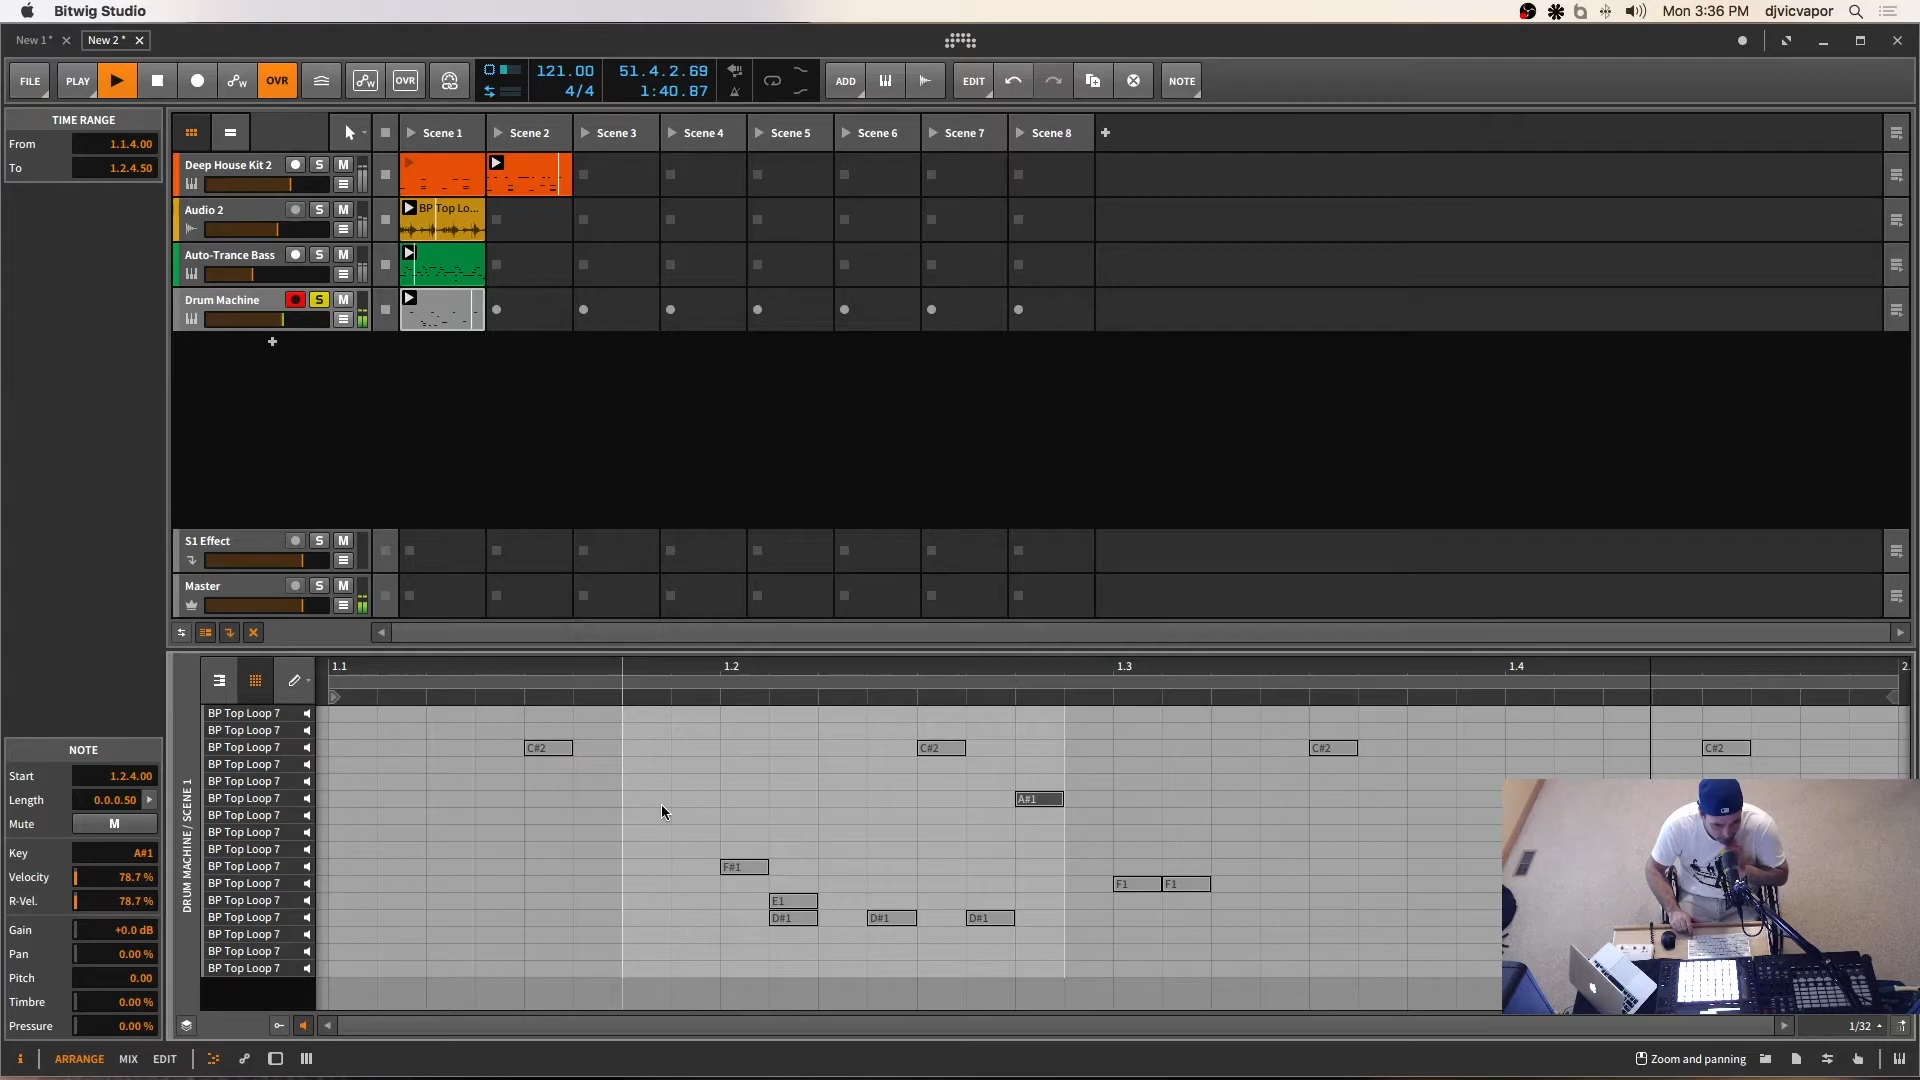 Bitwig Studio
Mon 3:36 PM djvicvapor
New 1 *
New 2 *
FILE PLAY OVR OVR 121.00 4/4 51.4.2.69 1:40.87 ADD EDIT NOTE
TIME RANGE
From 1.1.4.00
To 1.2.4.50
Scene 1 Scene 2 Scene 3 Scene 4 Scene 5 Scene 6 Scene 7 Scene 8
Deep House Kit 2 S M
Audio 2 S M
BP Top Lo...
Auto-Trance Bass S M
Drum Machine S M
S1 Effect S M
Master S M
1.1 1.2 1.3 1.4 2.
DRUM MACHINE / SCENE 1
BP Top Loop 7
BP Top Loop 7
BP Top Loop 7 C#2 C#2 C#2 C#2
BP Top Loop 7
BP Top Loop 7
BP Top Loop 7 A#1
BP Top Loop 7
BP Top Loop 7
BP Top Loop 7
BP Top Loop 7 F#1
BP Top Loop 7 F1 F1
BP Top Loop 7 E1
BP Top Loop 7 D#1 D#1 D#1
BP Top Loop 7
BP Top Loop 7
BP Top Loop 7
NOTE
Start 1.2.4.00
Length 0.0.0.50
Mute M
Key A#1
Velocity 78.7 %
R-Vel. 78.7 %
Gain +0.0 dB
Pan 0.00 %
Pitch 0.00
Timbre 0.00 %
Pressure 0.00 %
1/32
i ARRANGE MIX EDIT Zoom and panning